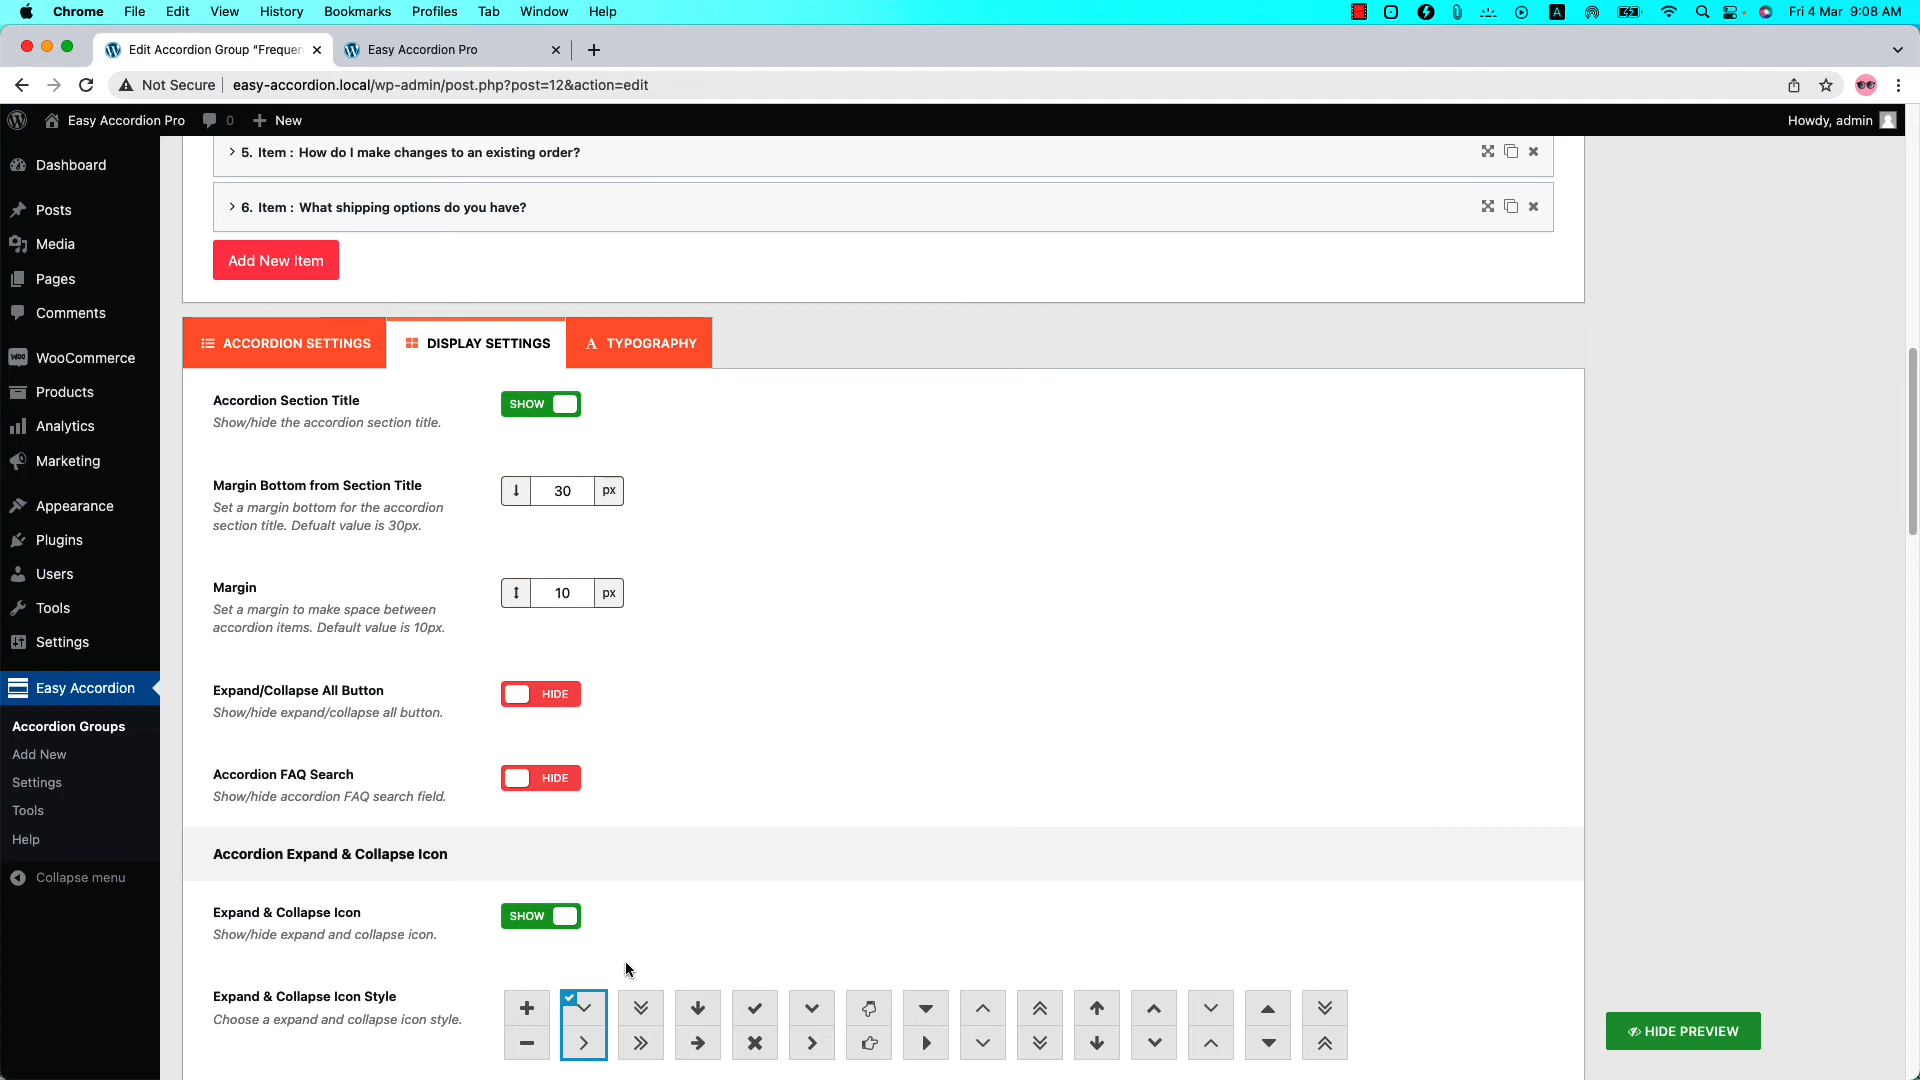 Chrome File Edit View History Bookmarks Profiles Tab Window Help A Fri 4 Mar 9:08 AM
Edit Accordion Group “Frequen Easy Accordion Pro
Not Secure easy-accordion.local/wp-admin/post.php?post=12&action=edit
Easy Accordion Pro 0 New Howdy, admin
Dashboard
Posts
Media
Pages
Comments
WooCommerce
Products
Analytics
Marketing
Appearance
Plugins
Users
Tools
Settings
Easy Accordion
Accordion Groups
Add New
Settings
Tools
Help
Collapse menu
5. Item : How do I make changes to an existing order?
6. Item : What shipping options do you have?
Add New Item
ACCORDION SETTINGS DISPLAY SETTINGS A TYPOGRAPHY
Accordion Section Title SHOW
Show/hide the accordion section title.
Margin Bottom from Section Title 30 px
Set a margin bottom for the accordion
section title. Defualt value is 30px.
Margin 10 px
Set a margin to make space between
accordion items. Default value is 10px.
Expand/Collapse All Button HIDE
Show/hide expand/collapse all button.
Accordion FAQ Search HIDE
Show/hide accordion FAQ search field.
Accordion Expand & Collapse Icon
Expand & Collapse Icon SHOW
Show/hide expand and collapse icon.
Expand & Collapse Icon Style
Choose a expand and collapse icon style.
HIDE PREVIEW